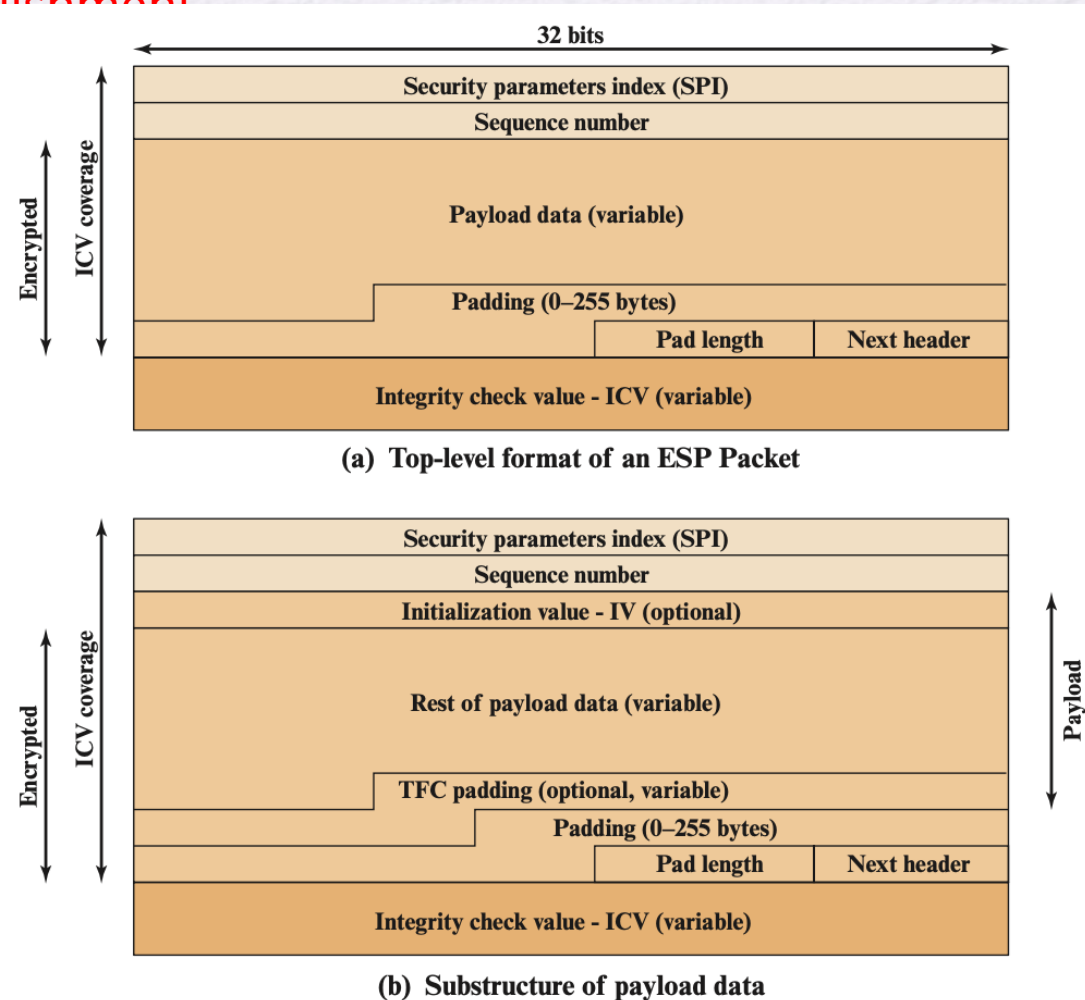 32 bits
Security parameters index (SPI)
Sequence number
Encrypted
ICV coverage
Payload data (variable)
Padding (0–255 bytes)
Pad length
Next header
Integrity check value - ICV (variable)
(a) Top-level format of an ESP Packet
Security parameters index (SPI)
Sequence number
Initialization value - IV (optional)
Encrypted
ICV coverage
Rest of payload data (variable)
Payload
TFC padding (optional, variable)
Padding (0–255 bytes)
Pad length
Next header
Integrity check value - ICV (variable)
(b) Substructure of payload data